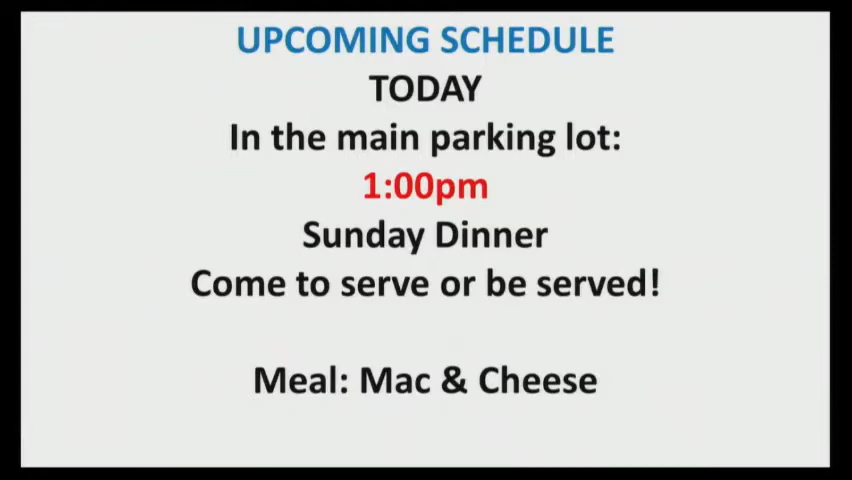 UPCOMING SCHEDULE
TODAY
In the main parking lot:
1:00pm
Sunday Dinner
Come to serve or be served!
Meal: Mac & Cheese